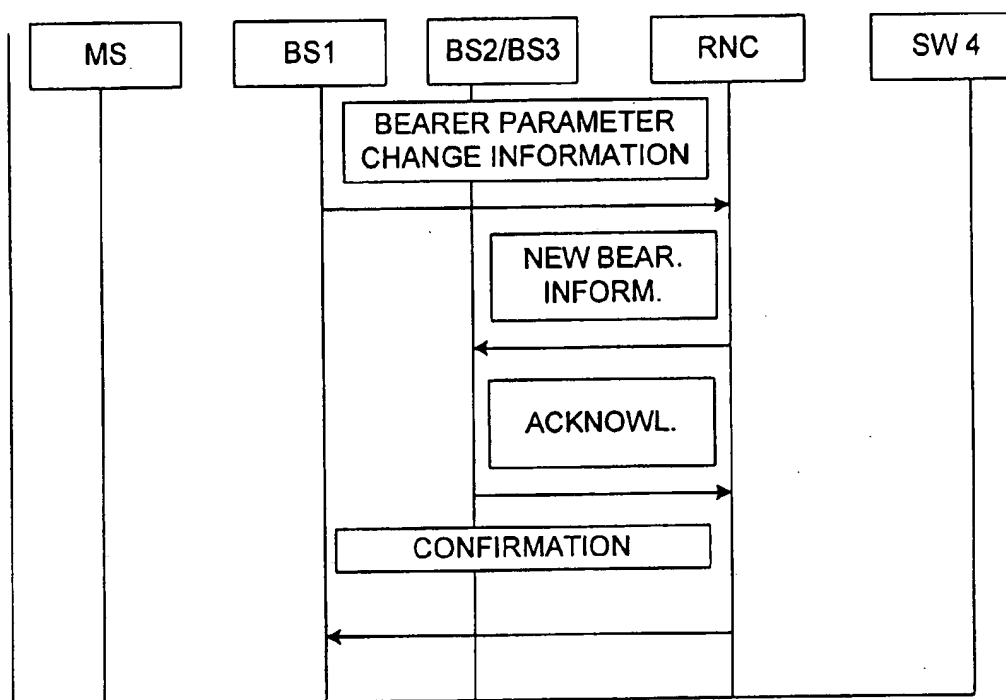 MS
BS1
BS2/BS3
RNC
SW 4
BEARER PARAMETER
CHANGE INFORMATION
NEW BEAR.
INFORM.
ACKNOWL.
CONFIRMATION